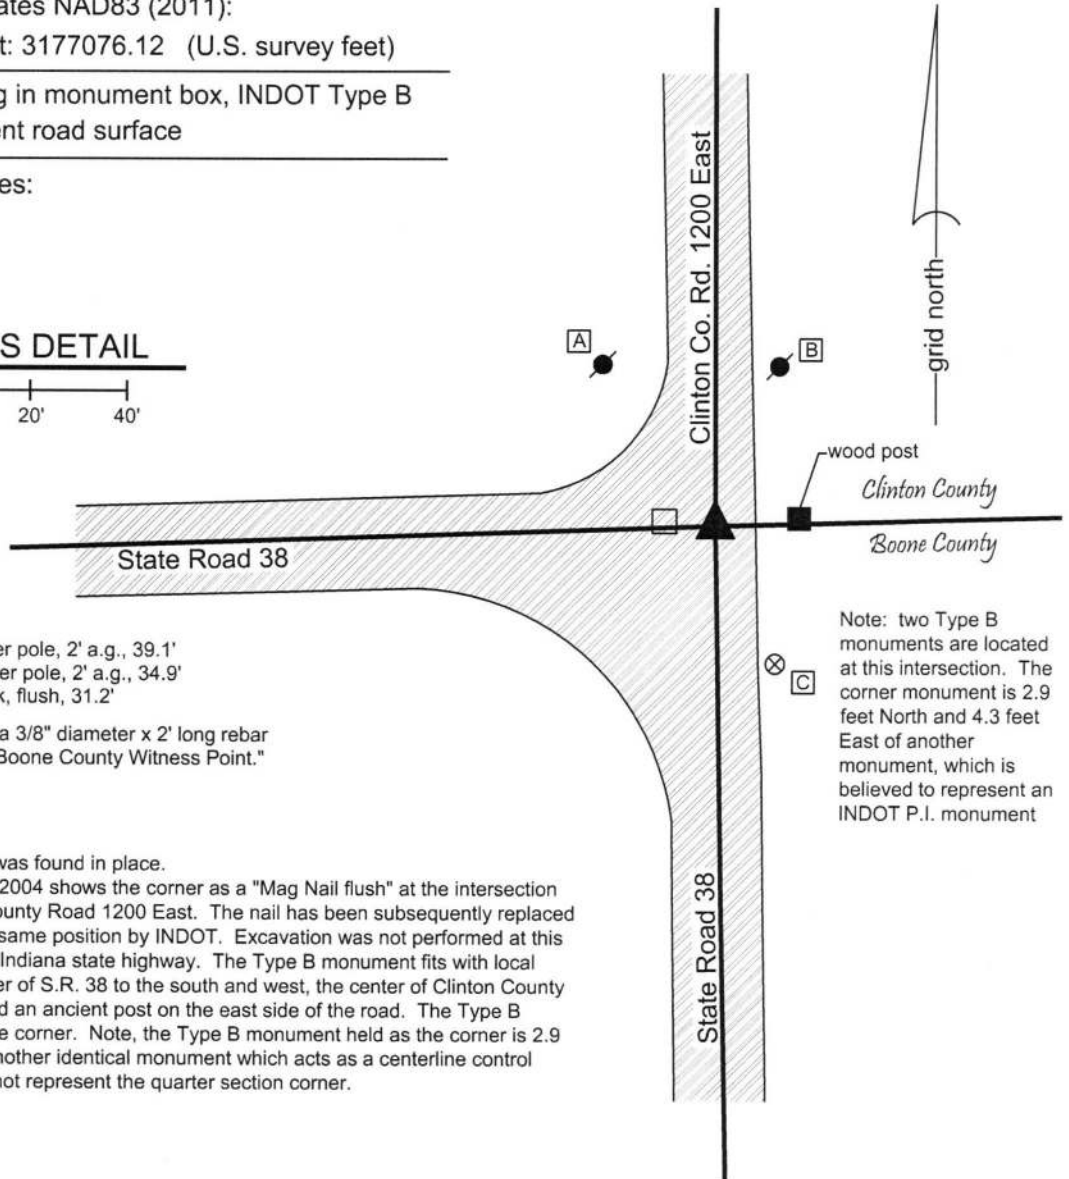 ates NAD83 (2011):
t: 3177076.12 (U.S. survey feet)
g in monument box, INDOT Type B
ent road surface
es:
S DETAIL
20' 40'
Clinton Co. Rd. 1200 East
grid north
A
B
wood post
Clinton County
Boone County
State Road 38
Note: two Type B
monuments are located
at this intersection. The
corner monument is 2.9
feet North and 4.3 feet
East of another
monument, which is
believed to represent an
INDOT P.I. monument
C
er pole, 2' a.g., 39.1'
er pole, 2' a.g., 34.9'
k, flush, 31.2'
a 3/8" diameter x 2' long rebar
Boone County Witness Point."
was found in place.
2004 shows the corner as a "Mag Nail flush" at the intersection
ounty Road 1200 East. The nail has been subsequently replaced
same position by INDOT. Excavation was not performed at this
Indiana state highway. The Type B monument fits with local
er of S.R. 38 to the south and west, the center of Clinton County
d an ancient post on the east side of the road. The Type B
e corner. Note, the Type B monument held as the corner is 2.9
nother identical monument which acts as a centerline control
not represent the quarter section corner.
State Road 38